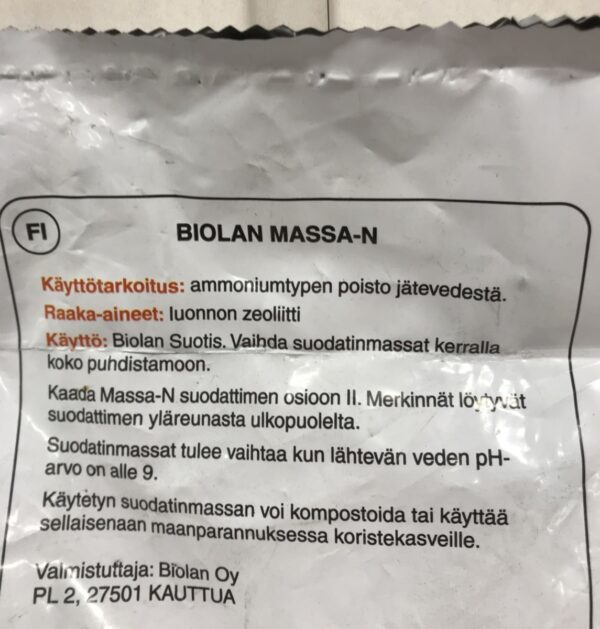 FI
BIOLAN MASSA-N
Käyttötarkoitus: ammoniumtypen poisto jätevedestä.
Raaka-aineet: luonnon zeoliitti
Käyttö: Biolan Suotis. Vaihda suodatinmassat kerralla
koko puhdistamoon.
Kaada Massa-N suodattimen osioon II. Merkinnät löytyvät
suodattimen yläreunasta ulkopuolelta.
Suodatinmassat tulee vaihtaa kun lähtevän veden pH-
arvo on alle 9.
Käytetyn suodatinmassan voi kompostoida tai käyttää
sellaisenaan maanparannuksessa koristekasveille.
Valmistuttaja: Biolan Oy
PL 2, 27501 KAUTTUA